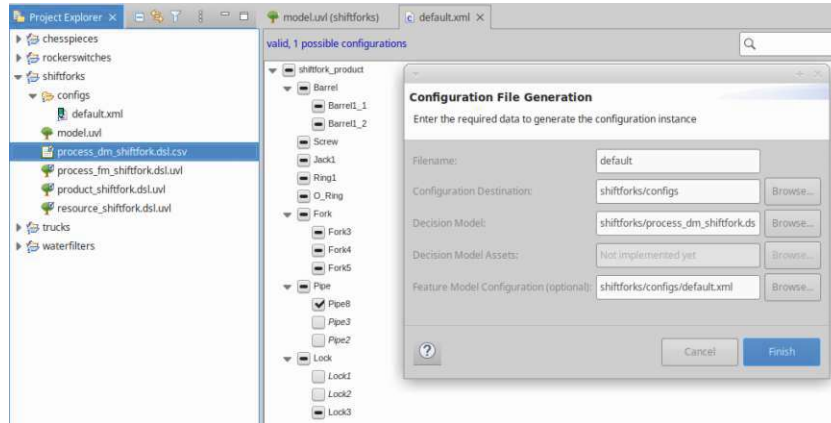 Project Explorer
chesspieces
rockerswitches
shiftforks
configs
default.xml
model.uvl
process_dm_shiftfork.dsl.csv
process_fm_shiftfork.dsl.uvl
product_shiftfork.dsl.uvl
resource_shiftfork.dsl.uvl
trucks
waterfilters
model.uvl (shiftforks)
default.xml
valid, 1 possible configurations
shiftfork_product
Barrel
Barrel1_1
Barrel1_2
Screw
Jack1
Ring1
O_Ring
Fork
Fork3
Fork4
Fork5
Pipe
Pipe8
Pipe3
Pipe2
Lock
Lock1
Lock2
Lock3
Configuration File Generation
Enter the required data to generate the configuration instance
Filename: default
Configuration Destination: shiftforks/configs Browse...
Decision Model: shiftforks/process_dm_shiftfork.ds Browse...
Decision Model Assets: Not implemented yet Browse...
Feature Model Configuration (optional): shiftforks/configs/default.xml Browse...
? Cancel Finish